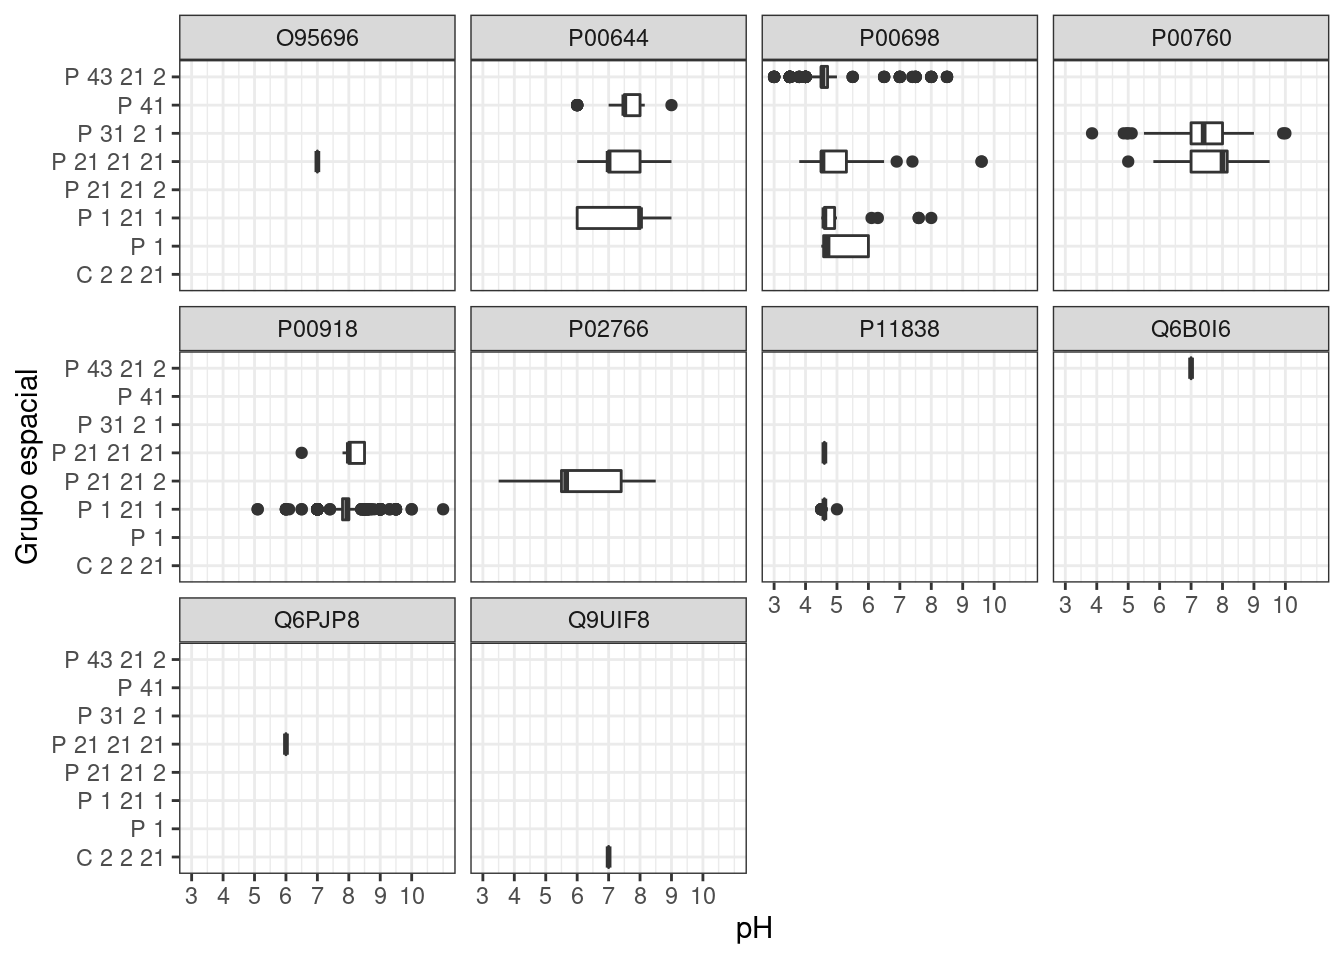 O95696 P00644 P00698 P00760
P 43 21 2
P 41
P 31 2 1
P 21 21 21
P 21 21 2
P 1 21 1
P 1
C 2 2 21
P00918 P02766 P11838 Q6B0I6
P 43 21 2
P 41
P 31 2 1
P 21 21 21
P 21 21 2
P 1 21 1
P 1
C 2 2 21
3 4 5 6 7 8 9 10 3 4 5 6 7 8 9 10
Q6PJP8 Q9UIF8
P 43 21 2
P 41
P 31 2 1
P 21 21 21
P 21 21 2
P 1 21 1
P 1
C 2 2 21
3 4 5 6 7 8 9 10 3 4 5 6 7 8 9 10
pH
Grupo espacial